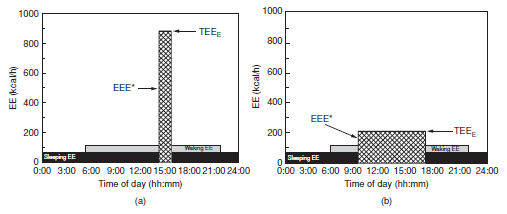 1000
800
600
400
200
0
EE (kcal/h)
TEEE
EEE*
Waking EE
Sleeping EE
0:00 3:00 6:00 9:00 12:00 15:00 18:00 21:00 24:00
Time of day (hh:mm)
(a)
1000
800
600
400
200
0
EE (kcal/h)
EEE*
TEEE
Waking EE
Sleeping EE
0:00 3:00 6:00 9:00 12:00 15:00 18:00 21:00 24:00
Time of day (hh:mm)
(b)